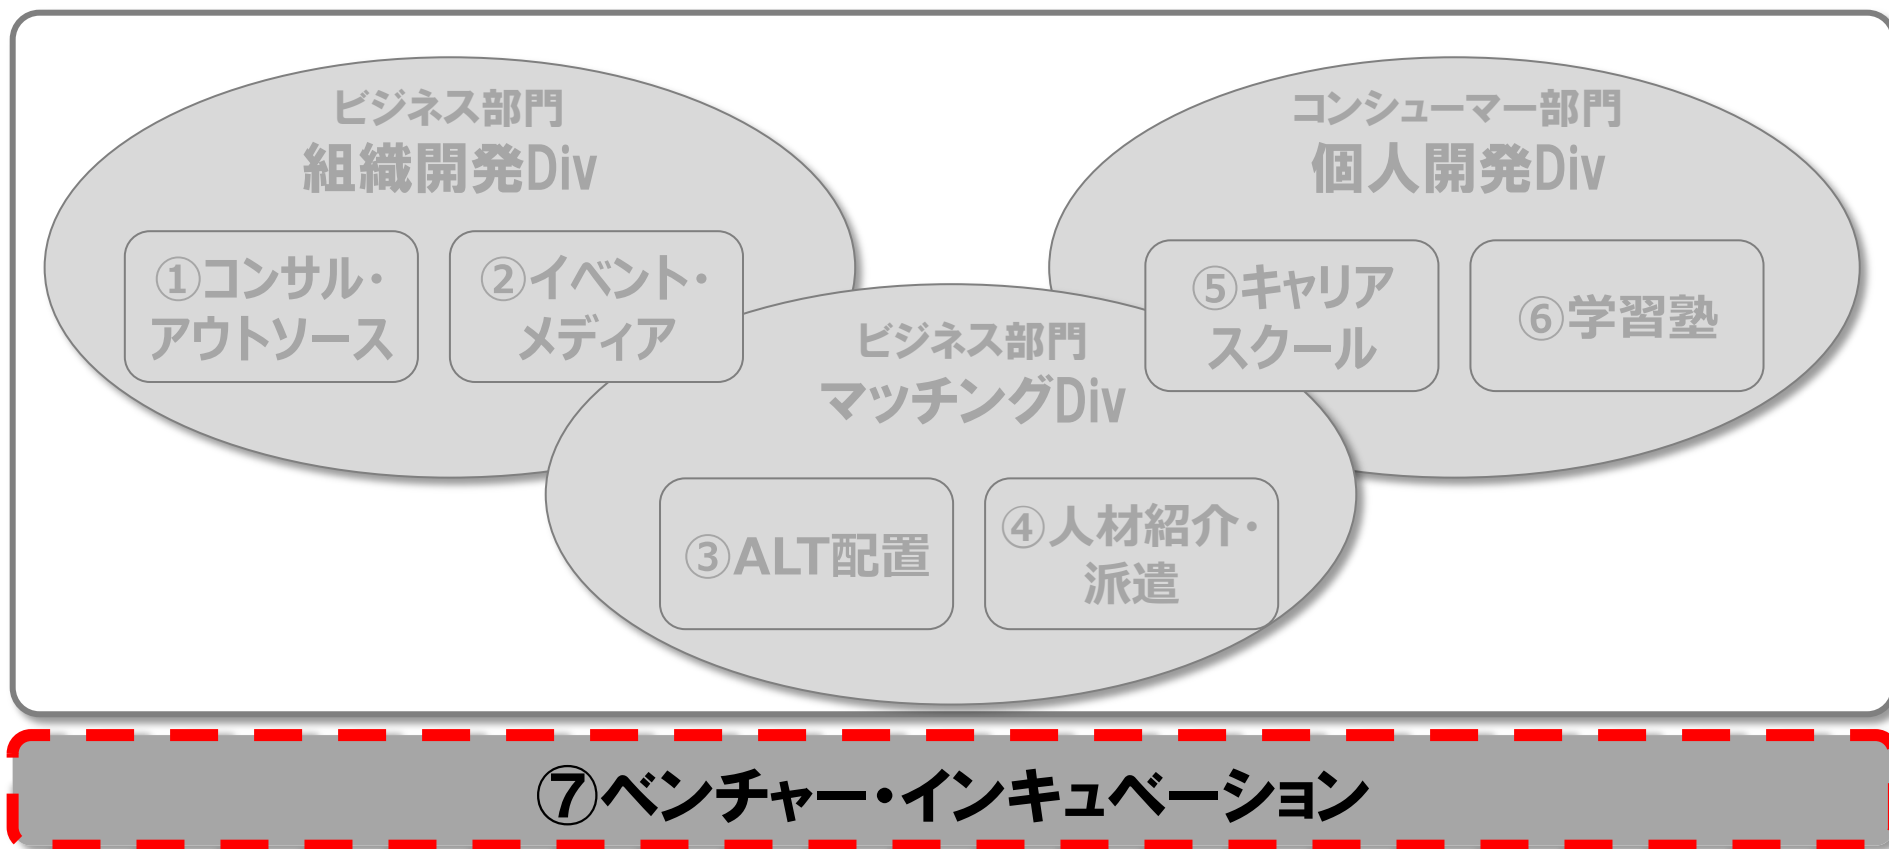 ビジネス部門
組織開発Div
①コンサル・
アウトソース
②イベント・
メディア
コンシューマー部門
個人開発Div
⑤キャリア
スクール
⑥学習塾
ビジネス部門
マッチングDiv
③ALT配置
④人材紹介・
派遣
⑦ベンチャー・インキュベーション